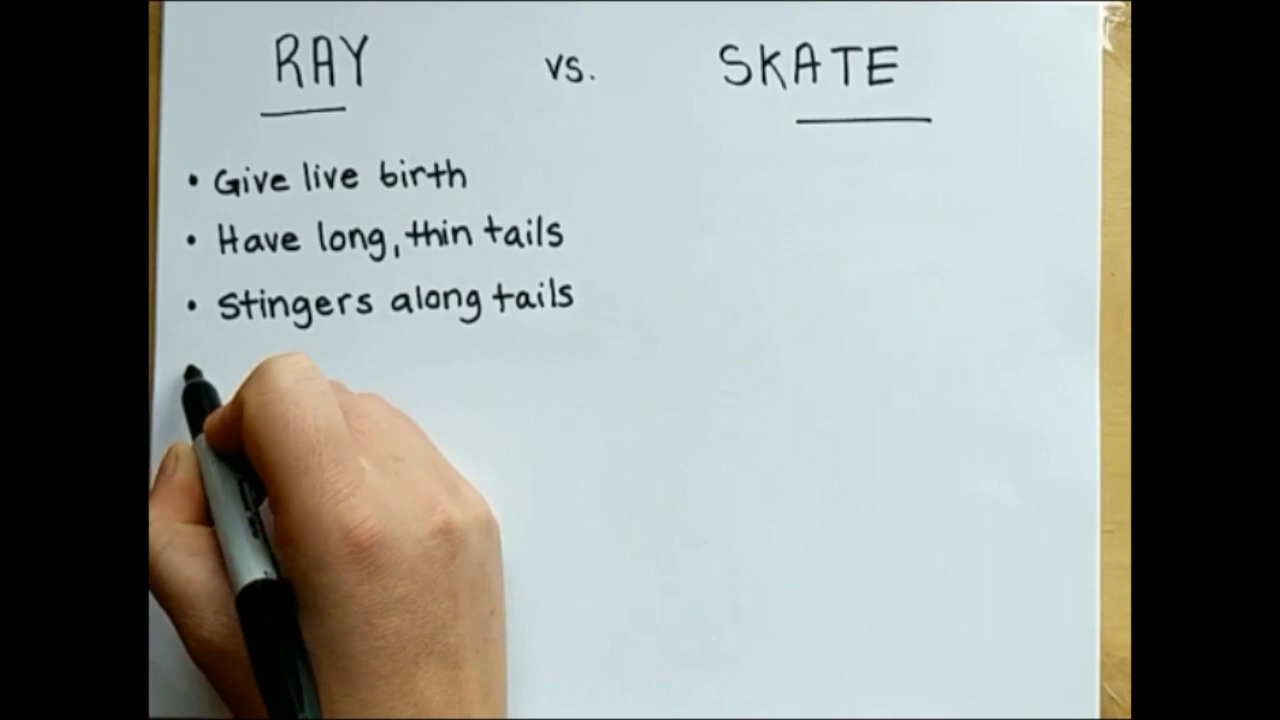 RAY vs. SKATE
• Give live birth
• Have long, thin tails
• Stingers along tails